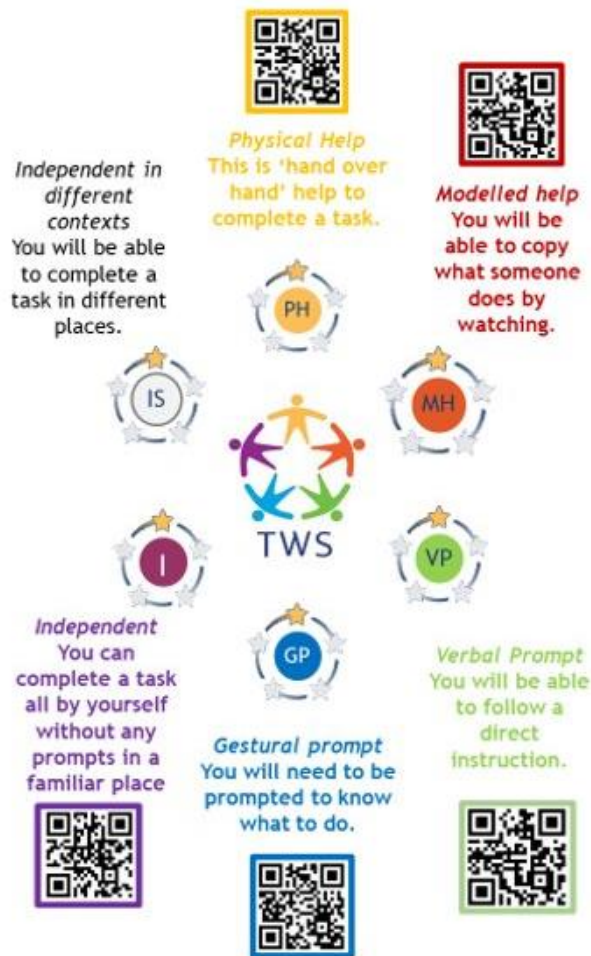 Physical Help
This is ‘hand over
hand’ help to
complete a task.
Independent in
different
contexts
You will be able
to complete a
task in different
places.
Modelled help
You will be
able to copy
what someone
does by
watching.
PH
IS
MH
TWS
I
VP
GP
Independent
You can
complete a task
all by yourself
without any
prompts in a
familiar place
Gestural prompt
You will need to be
prompted to know
what to do.
Verbal Prompt
You will be able
to follow a
direct
instruction.